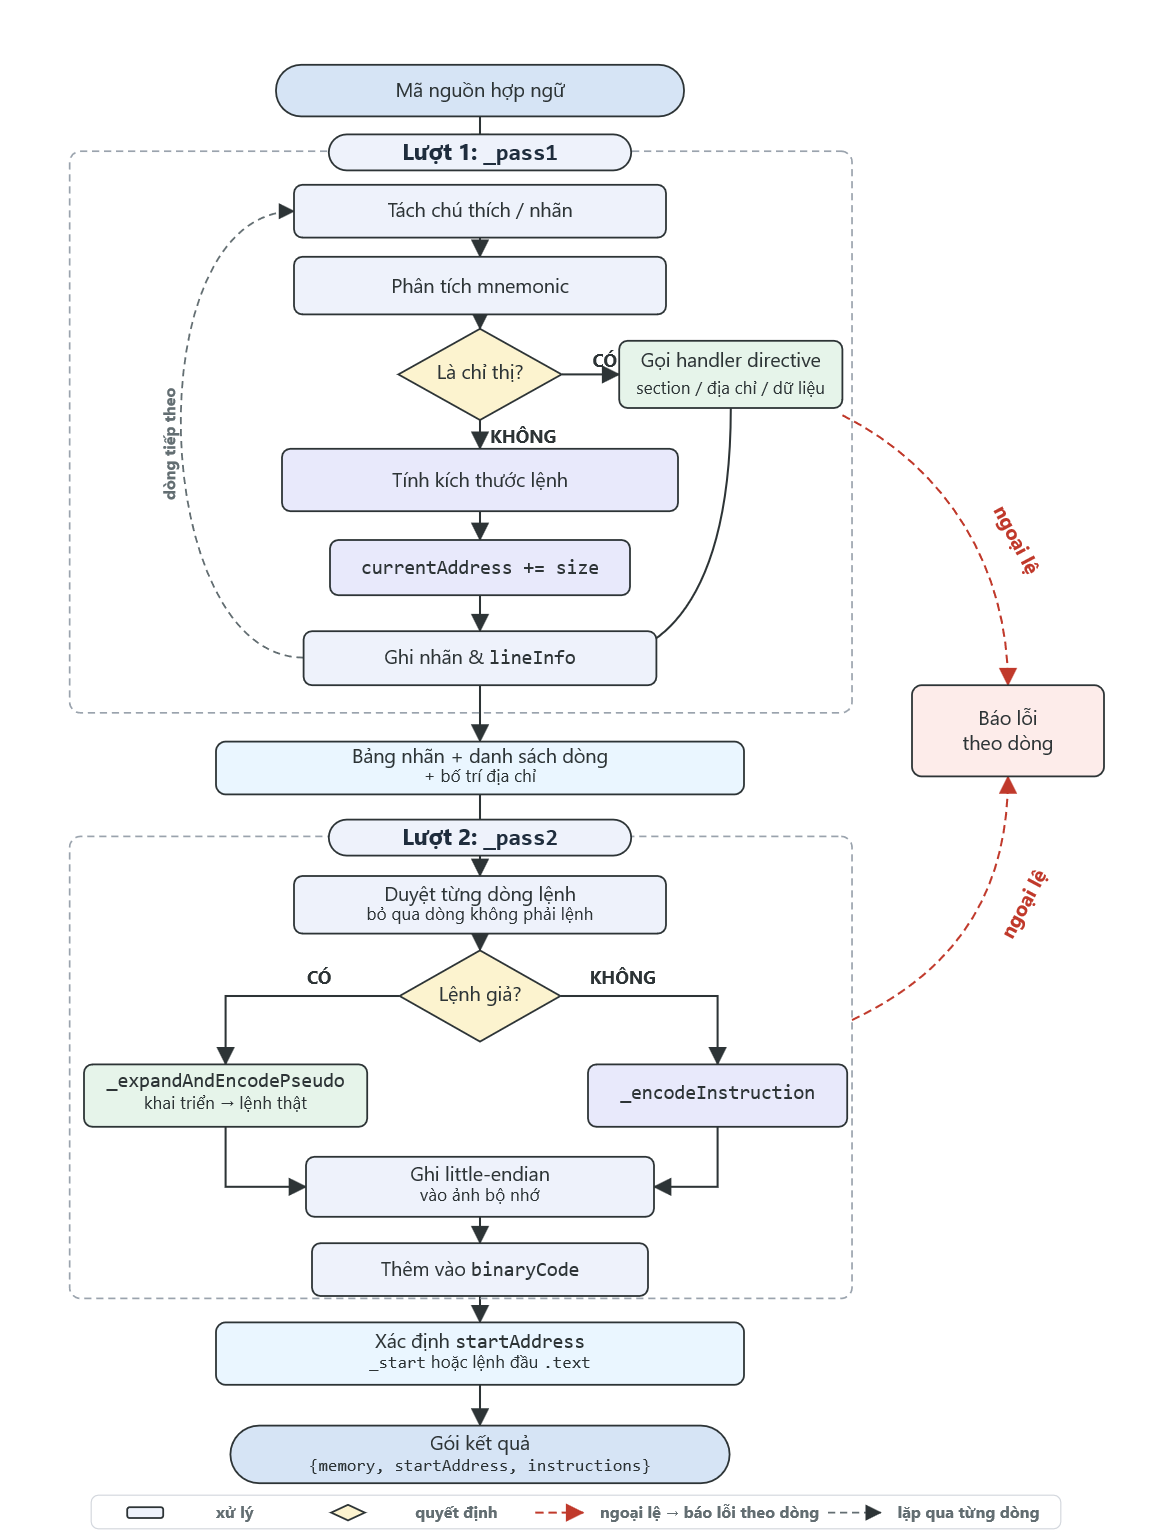 Mã nguồn hợp ngữ
Lượt 1: _pass1
Tách chú thích / nhãn
Phân tích mnemonic
Là chỉ thị?
CÓ
Gọi handler directive
section / địa chỉ / dữ liệu
KHÔNG
Tính kích thước lệnh
currentAddress += size
Ghi nhãn & lineInfo
dòng tiếp theo
ngoại lệ
Báo lỗi
theo dòng
Bảng nhãn + danh sách dòng
+ bố trí địa chỉ
Lượt 2: _pass2
Duyệt từng dòng lệnh
bỏ qua dòng không phải lệnh
ngoại lệ
Lệnh giả?
CÓ
KHÔNG
_expandAndEncodePseudo
khai triển → lệnh thật
_encodeInstruction
Ghi little-endian
vào ảnh bộ nhớ
Thêm vào binaryCode
Xác định startAddress
_start hoặc lệnh đầu .text
Gói kết quả
{memory, startAddress, instructions}
xử lý
quyết định
ngoại lệ → báo lỗi theo dòng
lặp qua từng dòng